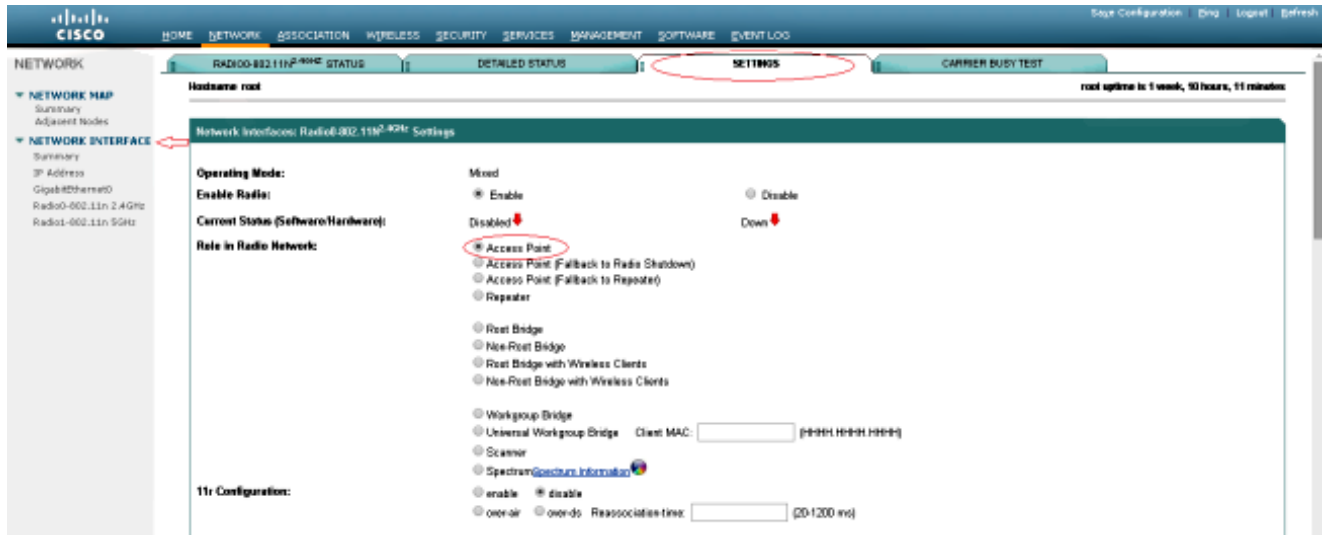 Save Configuration | Ping | Logout | Refresh
CISCO
HOME NETWORK ASSOCIATION WIRELESS SECURITY SERVICES MANAGEMENT SOFTWARE EVENT LOG
NETWORK
RADIO0-802.11N2.4GHZ STATUS
DETAILED STATUS
SETTINGS
CARRIER BUSY TEST
Hostname root
root uptime is 1 week, 10 hours, 11 minutes
NETWORK MAP
Summary
Adjacent Nodes
NETWORK INTERFACE
Summary
IP Address
GigabitEthernet0
Radio0-802.11n 2.4GHz
Radio1-802.11n 5GHz
Network Interfaces: Radio0-802.11N2.4GHz Settings
Operating Mode: Mixed
Enable Radio: Enable Disable
Current Status (Software/Hardware): Disabled Down
Role in Radio Network: Access Point
Access Point (Fallback to Radio Shutdown)
Access Point (Fallback to Repeater)
Repeater
Root Bridge
Non-Root Bridge
Root Bridge with Wireless Clients
Non-Root Bridge with Wireless Clients
Workgroup Bridge
Universal Workgroup Bridge Client MAC: (HHHH.HHHH.HHHH)
Scanner
Spectrum Spectrum Information
11r Configuration: enable disable
over-air over-ds Reassociation-time: (20-1200 ms)